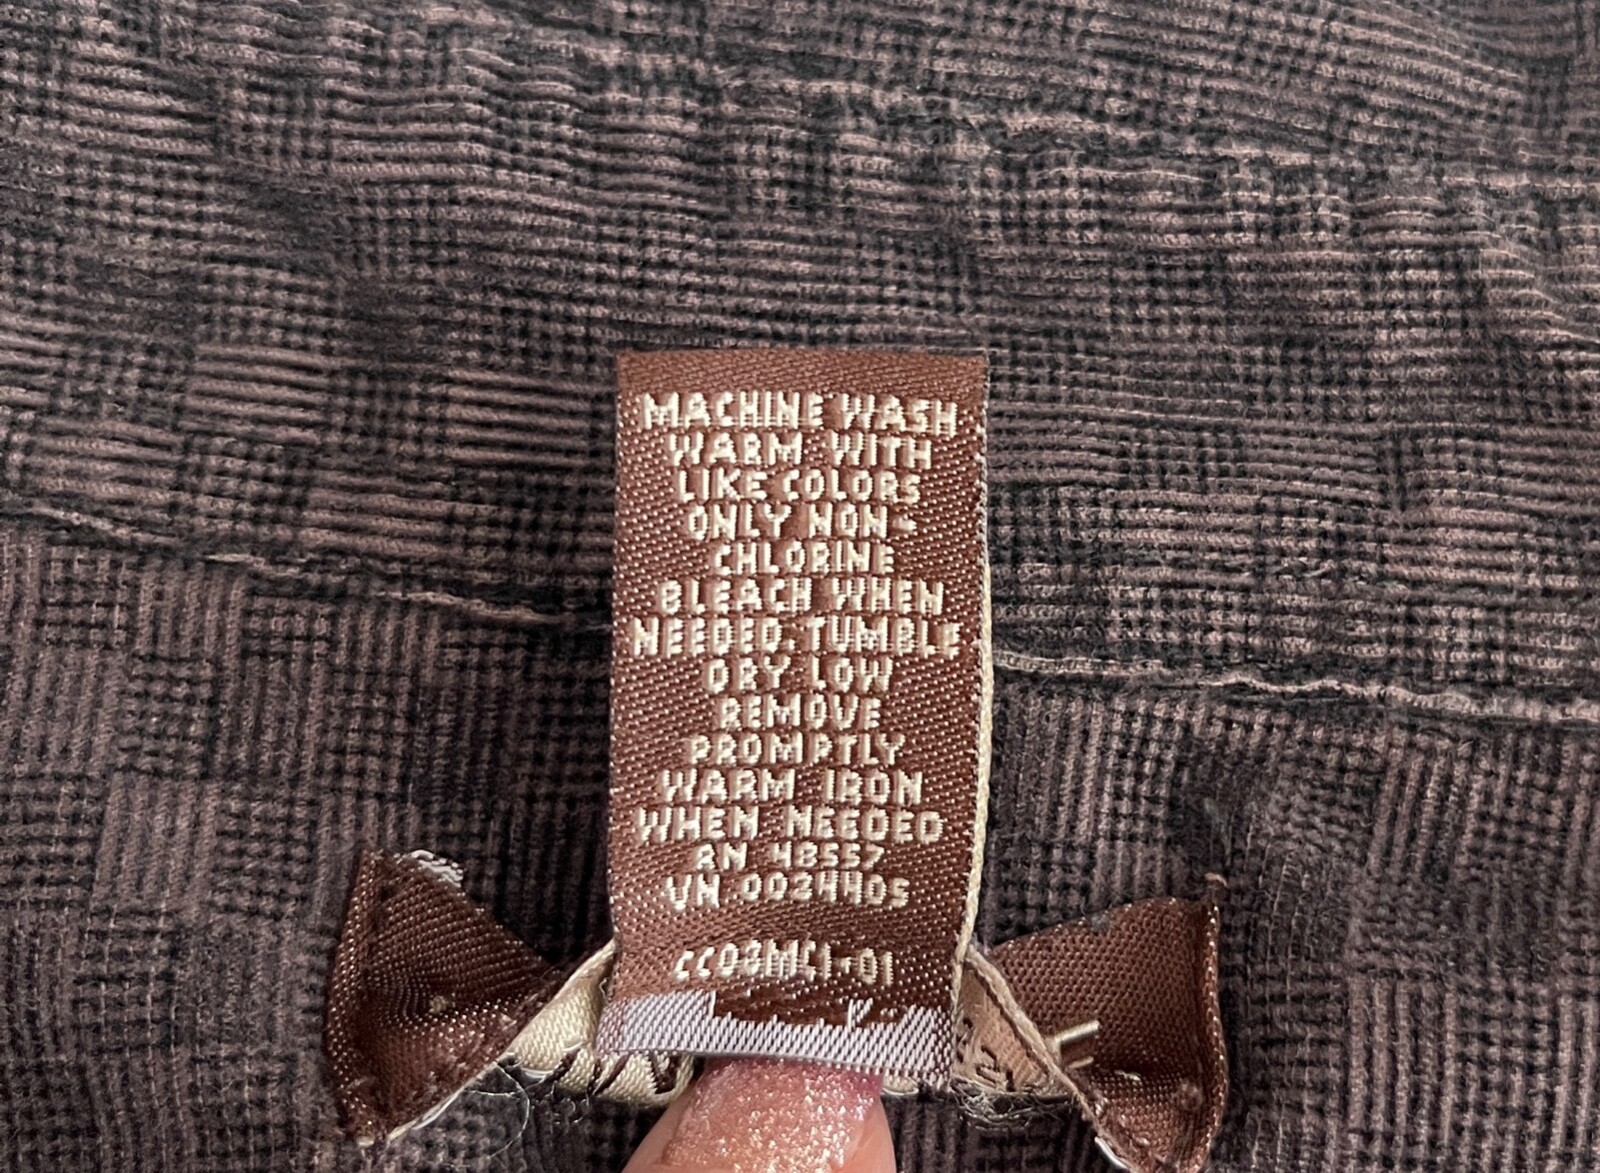 MACHINE WASH
WARM WITH
LIKE COLORS
ONLY NON-
CHLORINE
BLEACH WHEN
NEEDED. TUMBLE
DRY LOW
REMOVE
PROMPTLY
WARM IRON
WHEN NEEDED
RN 48557
VN 0024405
CC08MCI-01